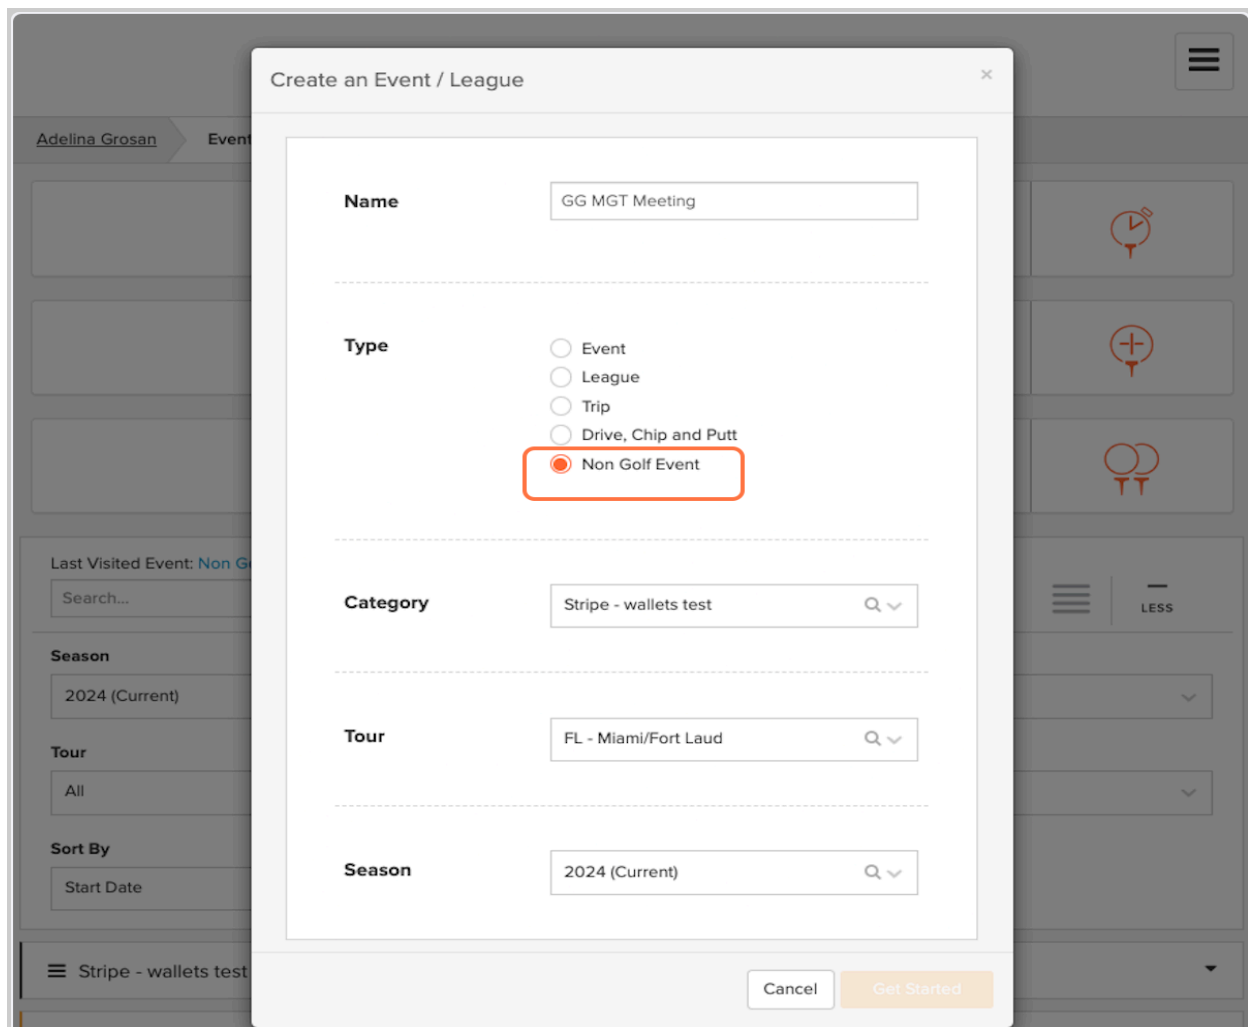 Create an Event / League
×
Adelina Grosan
Event
Name
GG MGT Meeting
Type
Event
League
Trip
Drive, Chip and Putt
Non Golf Event
Category
Stripe - wallets test
Tour
FL - Miami/Fort Laud
Season
2024 (Current)
Cancel
Get Started
Last Visited Event: Non G
Search...
LESS
Season
2024 (Current)
Tour
All
Sort By
Start Date
Stripe - wallets test